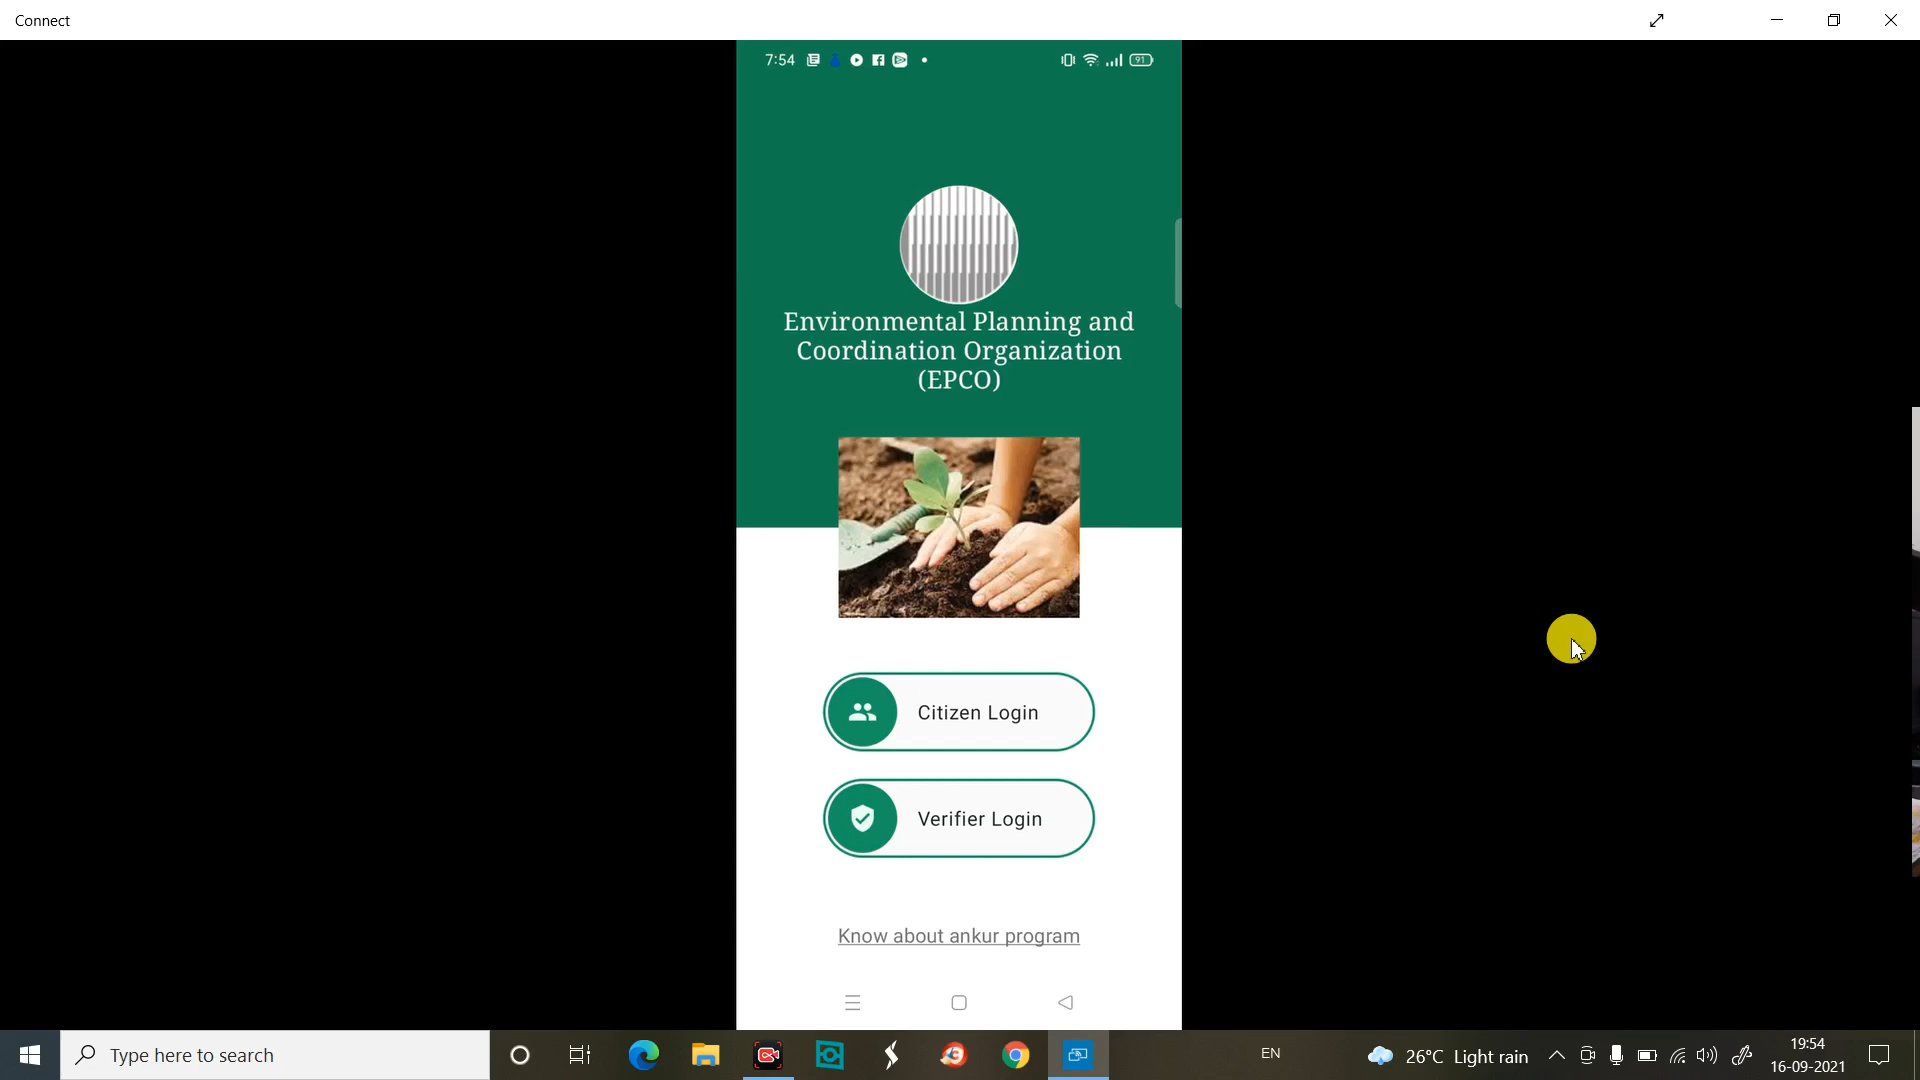 Connect
7:54
91
Environmental Planning and
Coordination Organization
(EPCO)
Citizen Login
Verifier Login
Know about ankur program
Type here to search
EN
26°C Light rain
19:54
16-09-2021